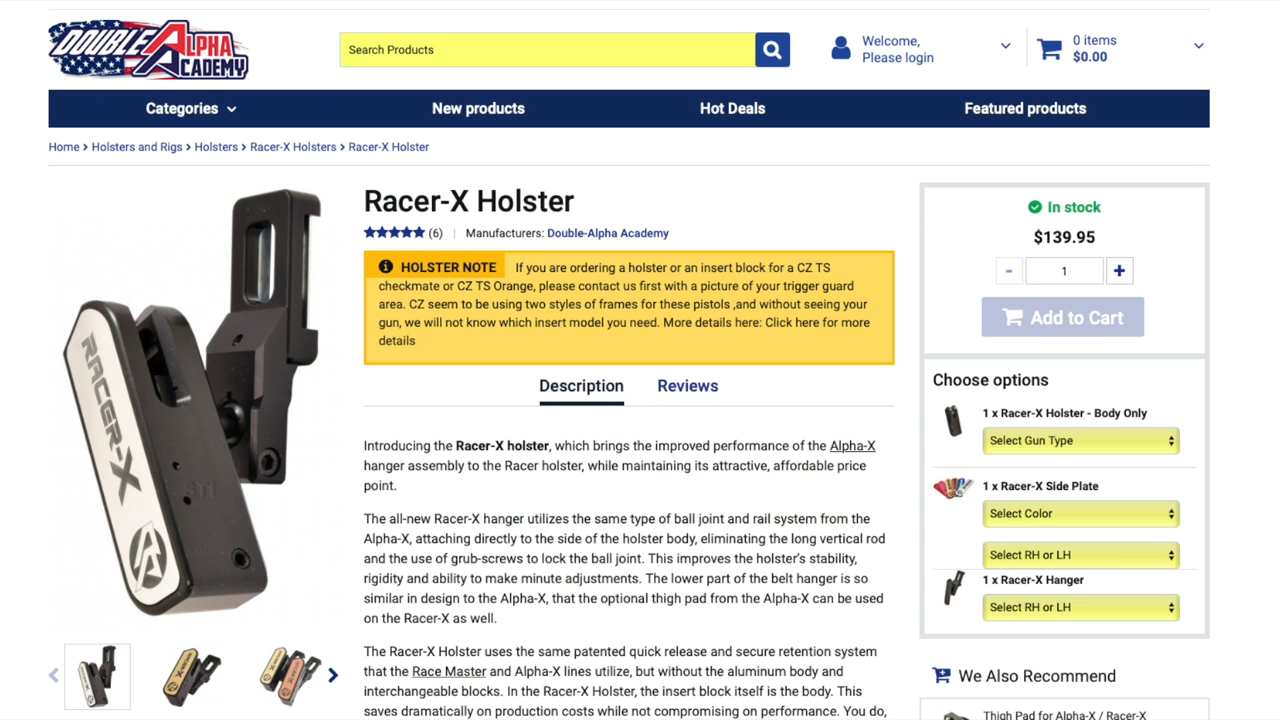 DOUBLE ALPHA
ACADEMY
Search Products
Welcome,
Please login
0 items
$0.00
Categories
New products
Hot Deals
Featured products
Home > Holsters and Rigs > Holsters > Racer-X Holsters > Racer-X Holster
RACER-X
STI
Racer-X Holster
(6) | Manufacturers: Double-Alpha Academy
HOLSTER NOTE If you are ordering a holster or an insert block for a CZ TS
checkmate or CZ TS Orange, please contact us first with a picture of your trigger guard
area. CZ seem to be using two styles of frames for these pistols ,and without seeing your
gun, we will not know which insert model you need. More details here: Click here for more
details
Description
Reviews
Introducing the Racer-X holster, which brings the improved performance of the Alpha-X
hanger assembly to the Racer holster, while maintaining its attractive, affordable price
point.
The all-new Racer-X hanger utilizes the same type of ball joint and rail system from the
Alpha-X, attaching directly to the side of the holster body, eliminating the long vertical rod
and the use of grub-screws to lock the ball joint. This improves the holster's stability,
rigidity and ability to make minute adjustments. The lower part of the belt hanger is so
similar in design to the Alpha-X, that the optional thigh pad from the Alpha-X can be used
on the Racer-X as well.
The Racer-X Holster uses the same patented quick release and secure retention system
that the Race Master and Alpha-X lines utilize, but without the aluminum body and
interchangeable blocks. In the Racer-X Holster, the insert block itself is the body. This
saves dramatically on production costs while not compromising on performance. You do,
In stock
$139.95
- 1 +
Add to Cart
Choose options
1 x Racer-X Holster - Body Only
Select Gun Type
1 x Racer-X Side Plate
Select Color
Select RH or LH
1 x Racer-X Hanger
Select RH or LH
We Also Recommend
Thigh Pad for Alpha-X / Racer-X